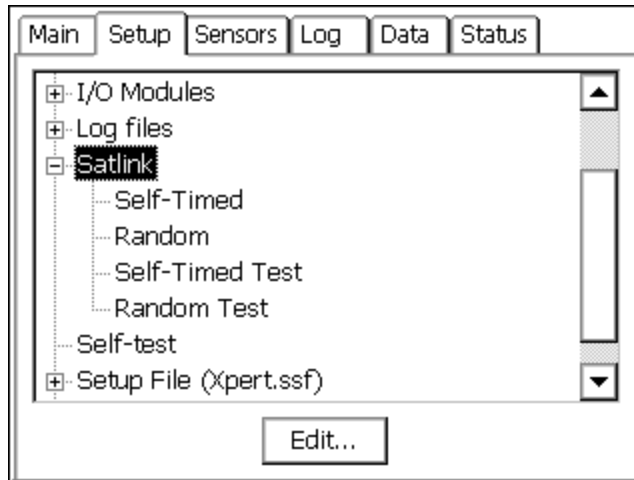 Main Setup Sensors Log Data Status
I/O Modules
Log files
Satlink
Self-Timed
Random
Self-Timed Test
Random Test
Self-test
Setup File (Xpert.ssf)
Edit...